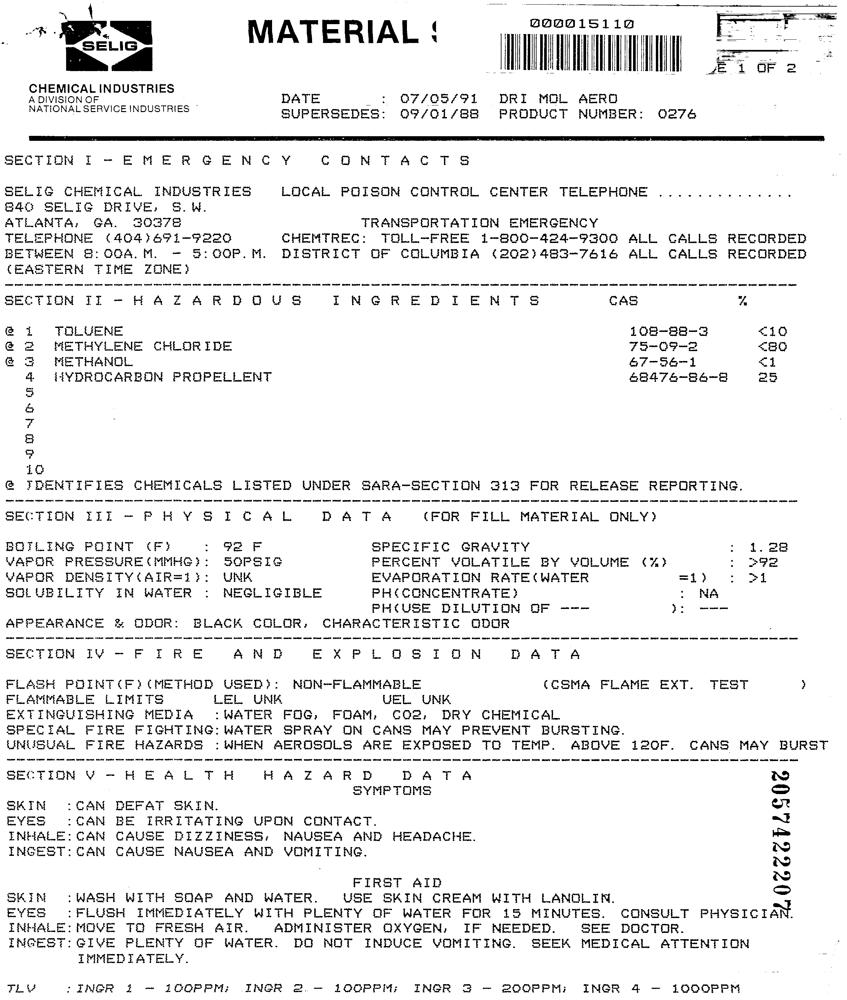 SELIG
MATERIAL S
000015110
E 1 OF 2
CHEMICAL INDUSTRIES
A DIVISION OF
NATIONAL SERVICE INDUSTRIES
DATE : 07/05/91 DRI MOL AERO
SUPERSEDES: 09/01/88 PRODUCT NUMBER: 0276
SECTION I - E M E R G E N C Y C O N T A C T S
SELIG CHEMICAL INDUSTRIES LOCAL POISON CONTROL CENTER TELEPHONE ..............
840 SELIG DRIVE, S.W.
ATLANTA, GA. 30378 TRANSPORTATION EMERGENCY
TELEPHONE (404)691-9220 CHEMTREC: TOLL-FREE 1-800-424-9300 ALL CALLS RECORDED
BETWEEN 8:00A.M. - 5:00P.M. DISTRICT OF COLUMBIA (202)483-7616 ALL CALLS RECORDED
(EASTERN TIME ZONE)
SECTION II - H A Z A R D O U S I N G R E D I E N T S CAS %
@ 1 TOLUENE 108-88-3 <10
@ 2 METHYLENE CHLORIDE 75-09-2 <80
@ 3 METHANOL 67-56-1 <1
4 HYDROCARBON PROPELLENT 68476-86-8 25
5
6
7
8
9
10
@ IDENTIFIES CHEMICALS LISTED UNDER SARA-SECTION 313 FOR RELEASE REPORTING.
SECTION III - P H Y S I C A L D A T A (FOR FILL MATERIAL ONLY)
BOILING POINT (F) : 92 F SPECIFIC GRAVITY : 1.28
VAPOR PRESSURE(MMHG): 50PSIG PERCENT VOLATILE BY VOLUME (%) : >92
VAPOR DENSITY(AIR=1): UNK EVAPORATION RATE(WATER =1) : >1
SOLUBILITY IN WATER : NEGLIGIBLE PH(CONCENTRATE) : NA
PH(USE DILUTION OF --- ): ---
APPEARANCE & ODOR: BLACK COLOR, CHARACTERISTIC ODOR
SECTION IV - F I R E A N D E X P L O S I O N D A T A
FLASH POINT(F)(METHOD USED): NON-FLAMMABLE (CSMA FLAME EXT. TEST )
FLAMMABLE LIMITS LEL UNK UEL UNK
EXTINGUISHING MEDIA :WATER FOG, FOAM, CO2, DRY CHEMICAL
SPECIAL FIRE FIGHTING:WATER SPRAY ON CANS MAY PREVENT BURSTING.
UNUSUAL FIRE HAZARDS :WHEN AEROSOLS ARE EXPOSED TO TEMP. ABOVE 120F. CANS MAY BURST
SECTION V - H E A L T H H A Z A R D D A T A
SYMPTOMS
SKIN :CAN DEFAT SKIN.
EYES :CAN BE IRRITATING UPON CONTACT.
INHALE:CAN CAUSE DIZZINESS, NAUSEA AND HEADACHE.
INGEST:CAN CAUSE NAUSEA AND VOMITING.
20574222207
FIRST AID
SKIN :WASH WITH SOAP AND WATER. USE SKIN CREAM WITH LANOLIN.
EYES :FLUSH IMMEDIATELY WITH PLENTY OF WATER FOR 15 MINUTES. CONSULT PHYSICIAN.
INHALE:MOVE TO FRESH AIR. ADMINISTER OXYGEN, IF NEEDED. SEE DOCTOR.
INGEST:GIVE PLENTY OF WATER. DO NOT INDUCE VOMITING. SEEK MEDICAL ATTENTION
IMMEDIATELY.
TLV :INGR 1 - 100PPM; INGR 2 - 100PPM; INGR 3 - 200PPM; INGR 4 - 1000PPM